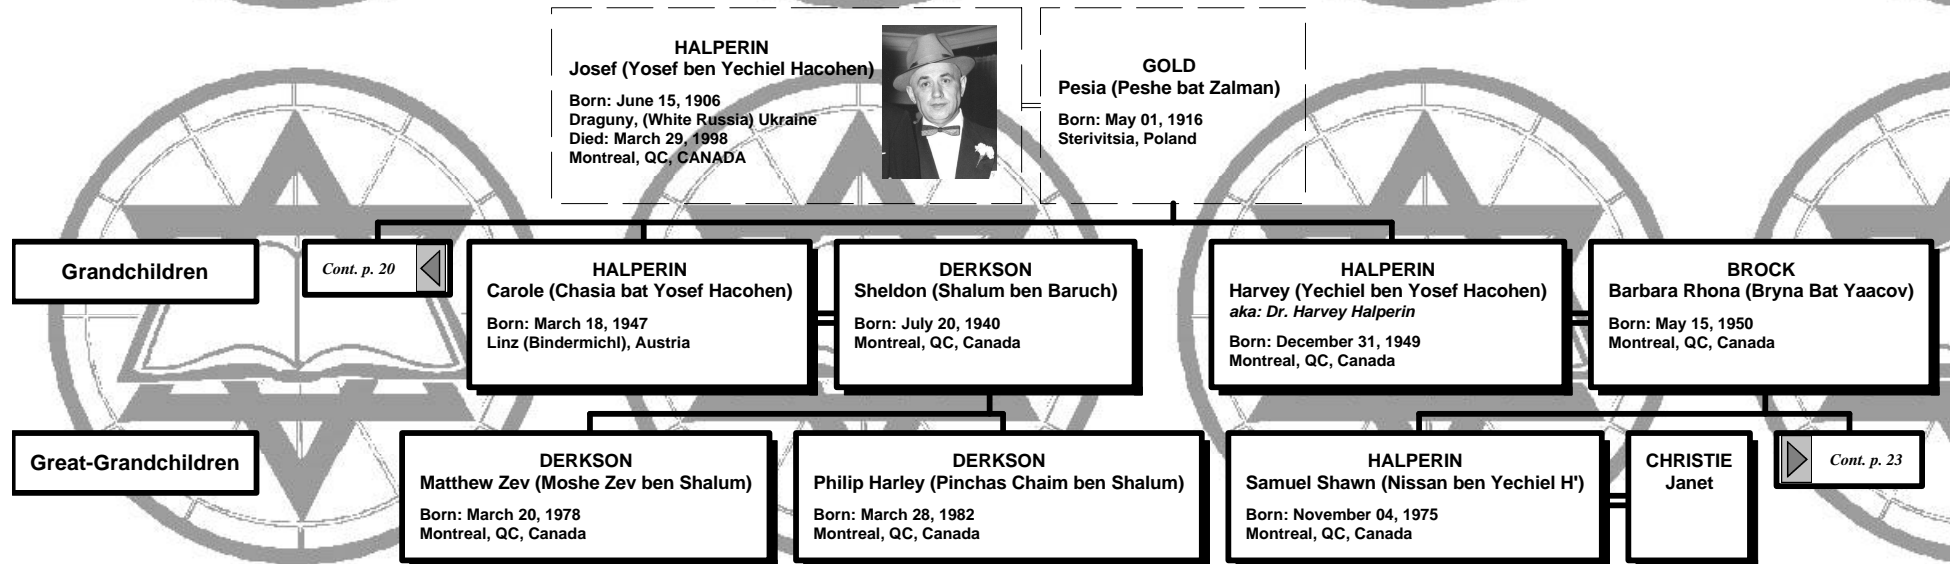 HALPERIN
Josef (Yosef ben Yechiel Hacohen)
Born: June 15, 1906
Draguny, (White Russia) Ukraine
Died: March 29, 1998
Montreal, QC, CANADA
GOLD
Pesia (Peshe bat Zalman)
Born: May 01, 1916
Sterivitsia, Poland
Grandchildren
Cont. p. 20
HALPERIN
Carole (Chasia bat Yosef Hacohen)
Born: March 18, 1947
Linz (Bindermichl), Austria
DERKSON
Sheldon (Shalum ben Baruch)
Born: July 20, 1940
Montreal, QC, Canada
HALPERIN
Harvey (Yechiel ben Yosef Hacohen)
aka: Dr. Harvey Halperin
Born: December 31, 1949
Montreal, QC, Canada
BROCK
Barbara Rhona (Bryna Bat Yaacov)
Born: May 15, 1950
Montreal, QC, Canada
Great-Grandchildren
DERKSON
Matthew Zev (Moshe Zev ben Shalum)
Born: March 20, 1978
Montreal, QC, Canada
DERKSON
Philip Harley (Pinchas Chaim ben Shalum)
Born: March 28, 1982
Montreal, QC, Canada
HALPERIN
Samuel Shawn (Nissan ben Yechiel H')
Born: November 04, 1975
Montreal, QC, Canada
CHRISTIE
Janet
Cont. p. 23